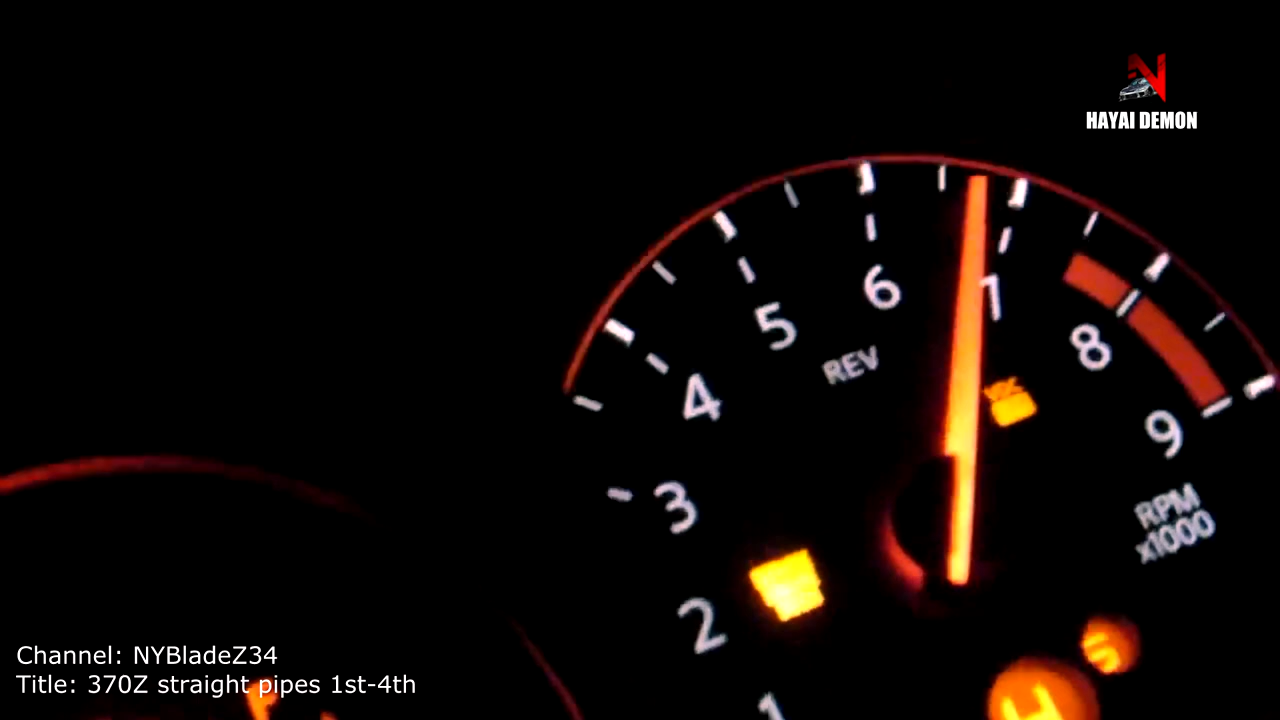 HAYAI DEMON
6
7
5
REV
8
4
9
3
RPM
x1000
2
S
H
1
Channel: NYBladeZ34
Title: 370Z straight pipes 1st-4th